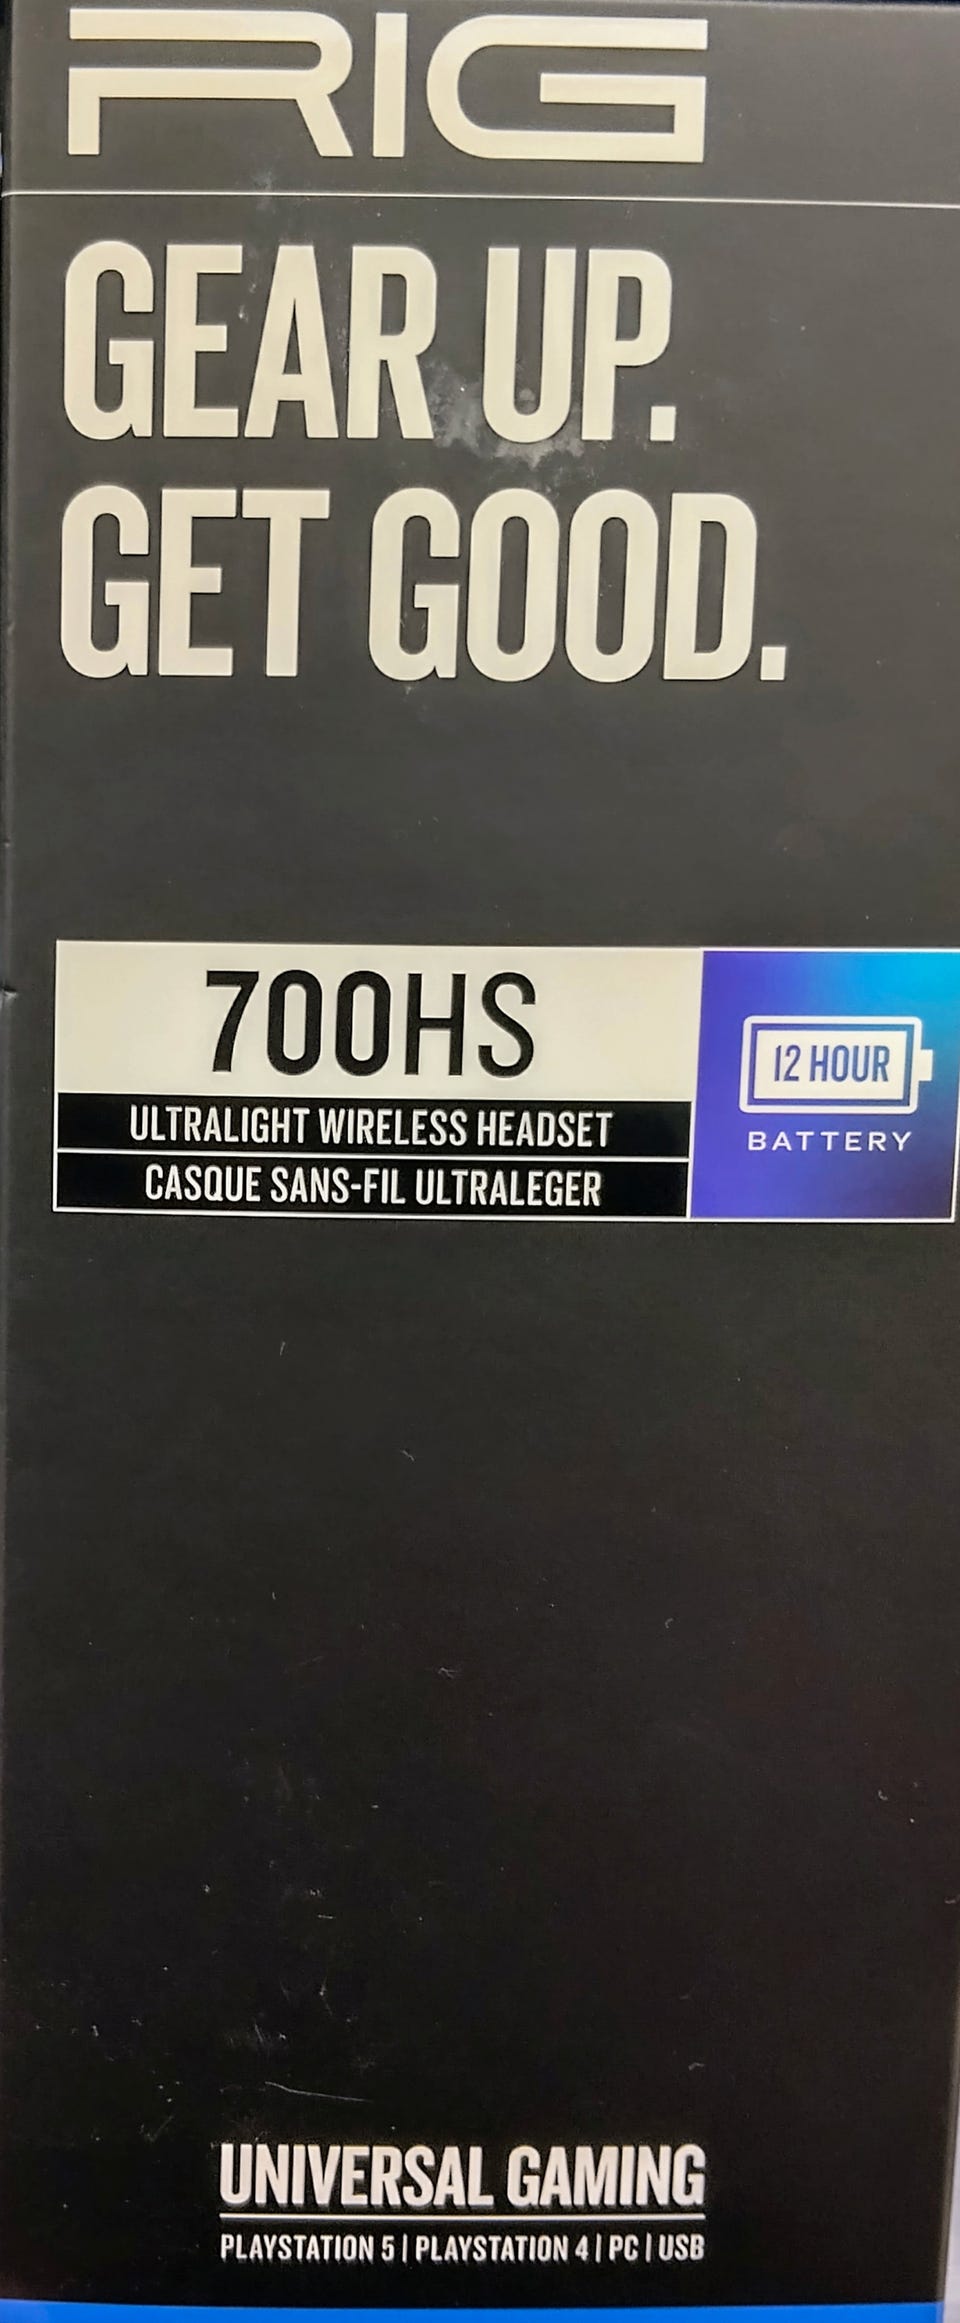 RIG
GEAR UP.
GET GOOD.
700HS
ULTRALIGHT WIRELESS HEADSET
CASQUE SANS-FIL ULTRALEGER
12 HOUR
BATTERY
UNIVERSAL GAMING
PLAYSTATION 5 | PLAYSTATION 4 | PC | USB